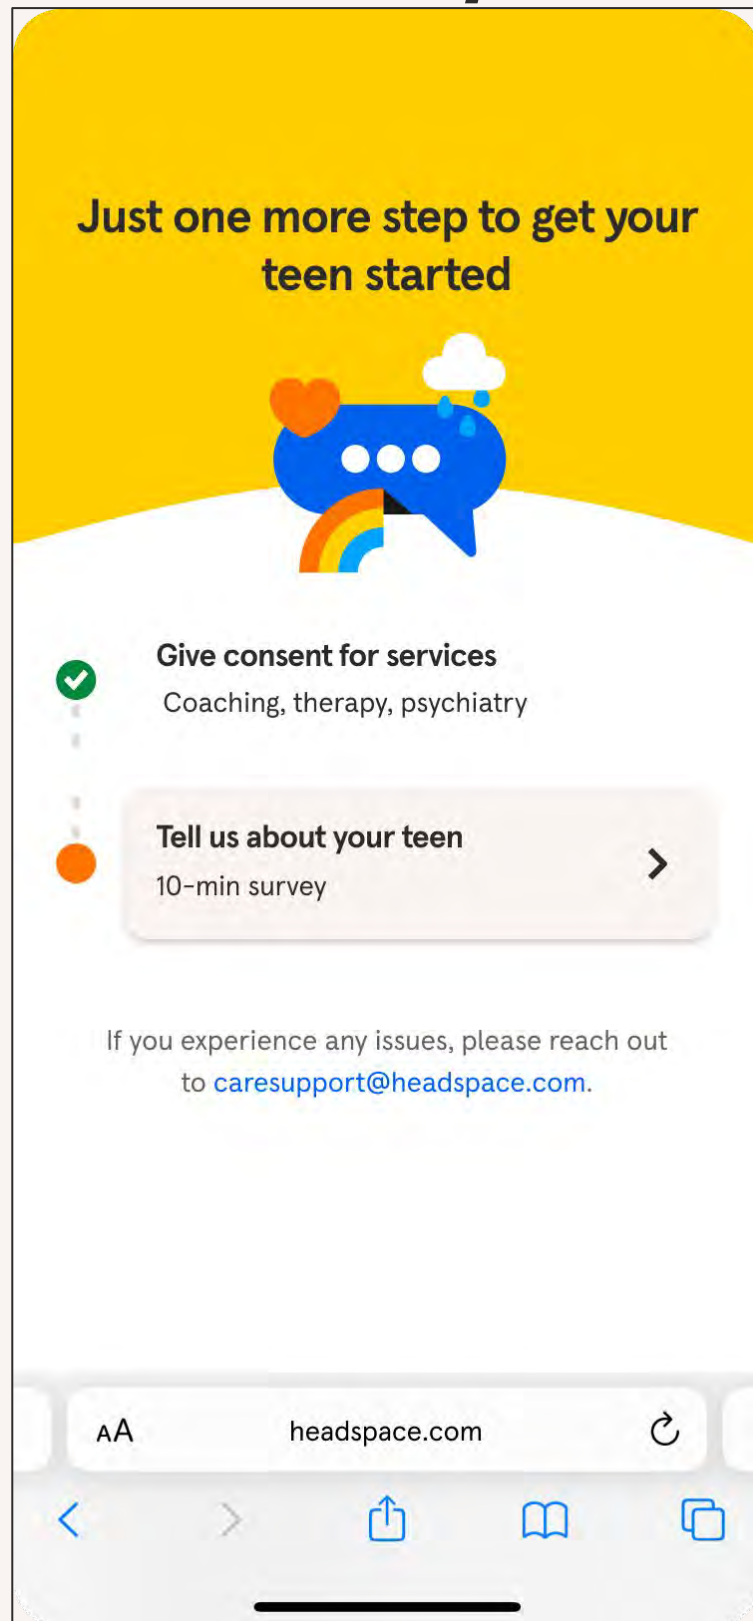 Just one more step to get your
teen started
Give consent for services
Coaching, therapy, psychiatry
Tell us about your teen
10-min survey
If you experience any issues, please reach out
to caresupport@headspace.com.
AA
headspace.com